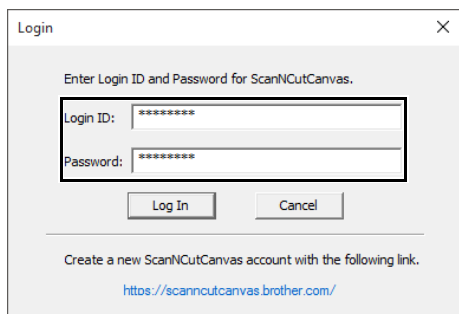 Login
Enter Login ID and Password for ScanNCutCanvas.
Login ID: ********
Password: ********
Log In Cancel
Create a new ScanNCutCanvas account with the following link.
https://scanncutcanvas.brother.com/